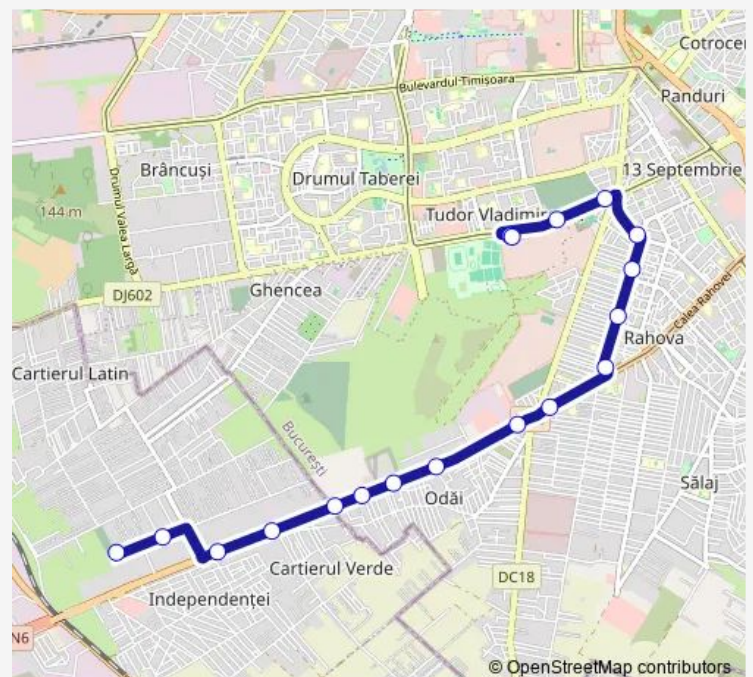 Cotrocen
Bulevardul Timișoara
Panduri
Brâncuși
Drumul Taberei
13 Septembrie
144 m
Drumul Valea Largă
Tudor Vladimir
DJ602
Ghencea
Calea Rahovei
Rahova
Cartierul Latin
București
Sălaj
Odăi
Cartierul Verde
DC18
Independenței
N6
© OpenStreetMap contributors